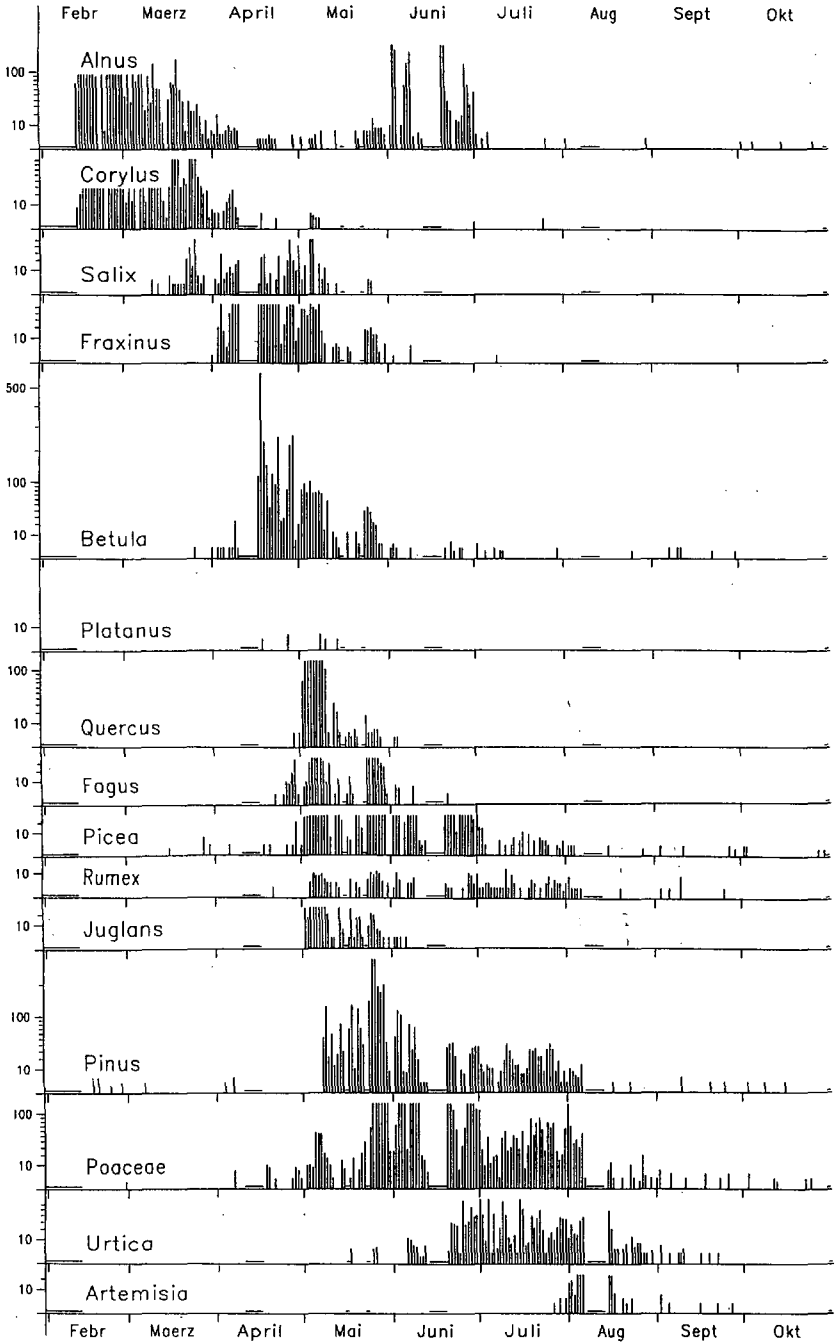 Febr Maerz April Mai Juni Juli Aug Sept Okt
Alnus
100
10
Corylus
10
Salix
10
Fraxinus
10
500
100
10
Betula
10
Platanus
100
Quercus
10
Fagus
10
Picea
10
Rumex
10
Juglans
10
100
Pinus
10
100
Poaceae
10
Urtica
10
Artemisia
10
Febr Maerz April Mai Juni Juli Aug Sept Okt